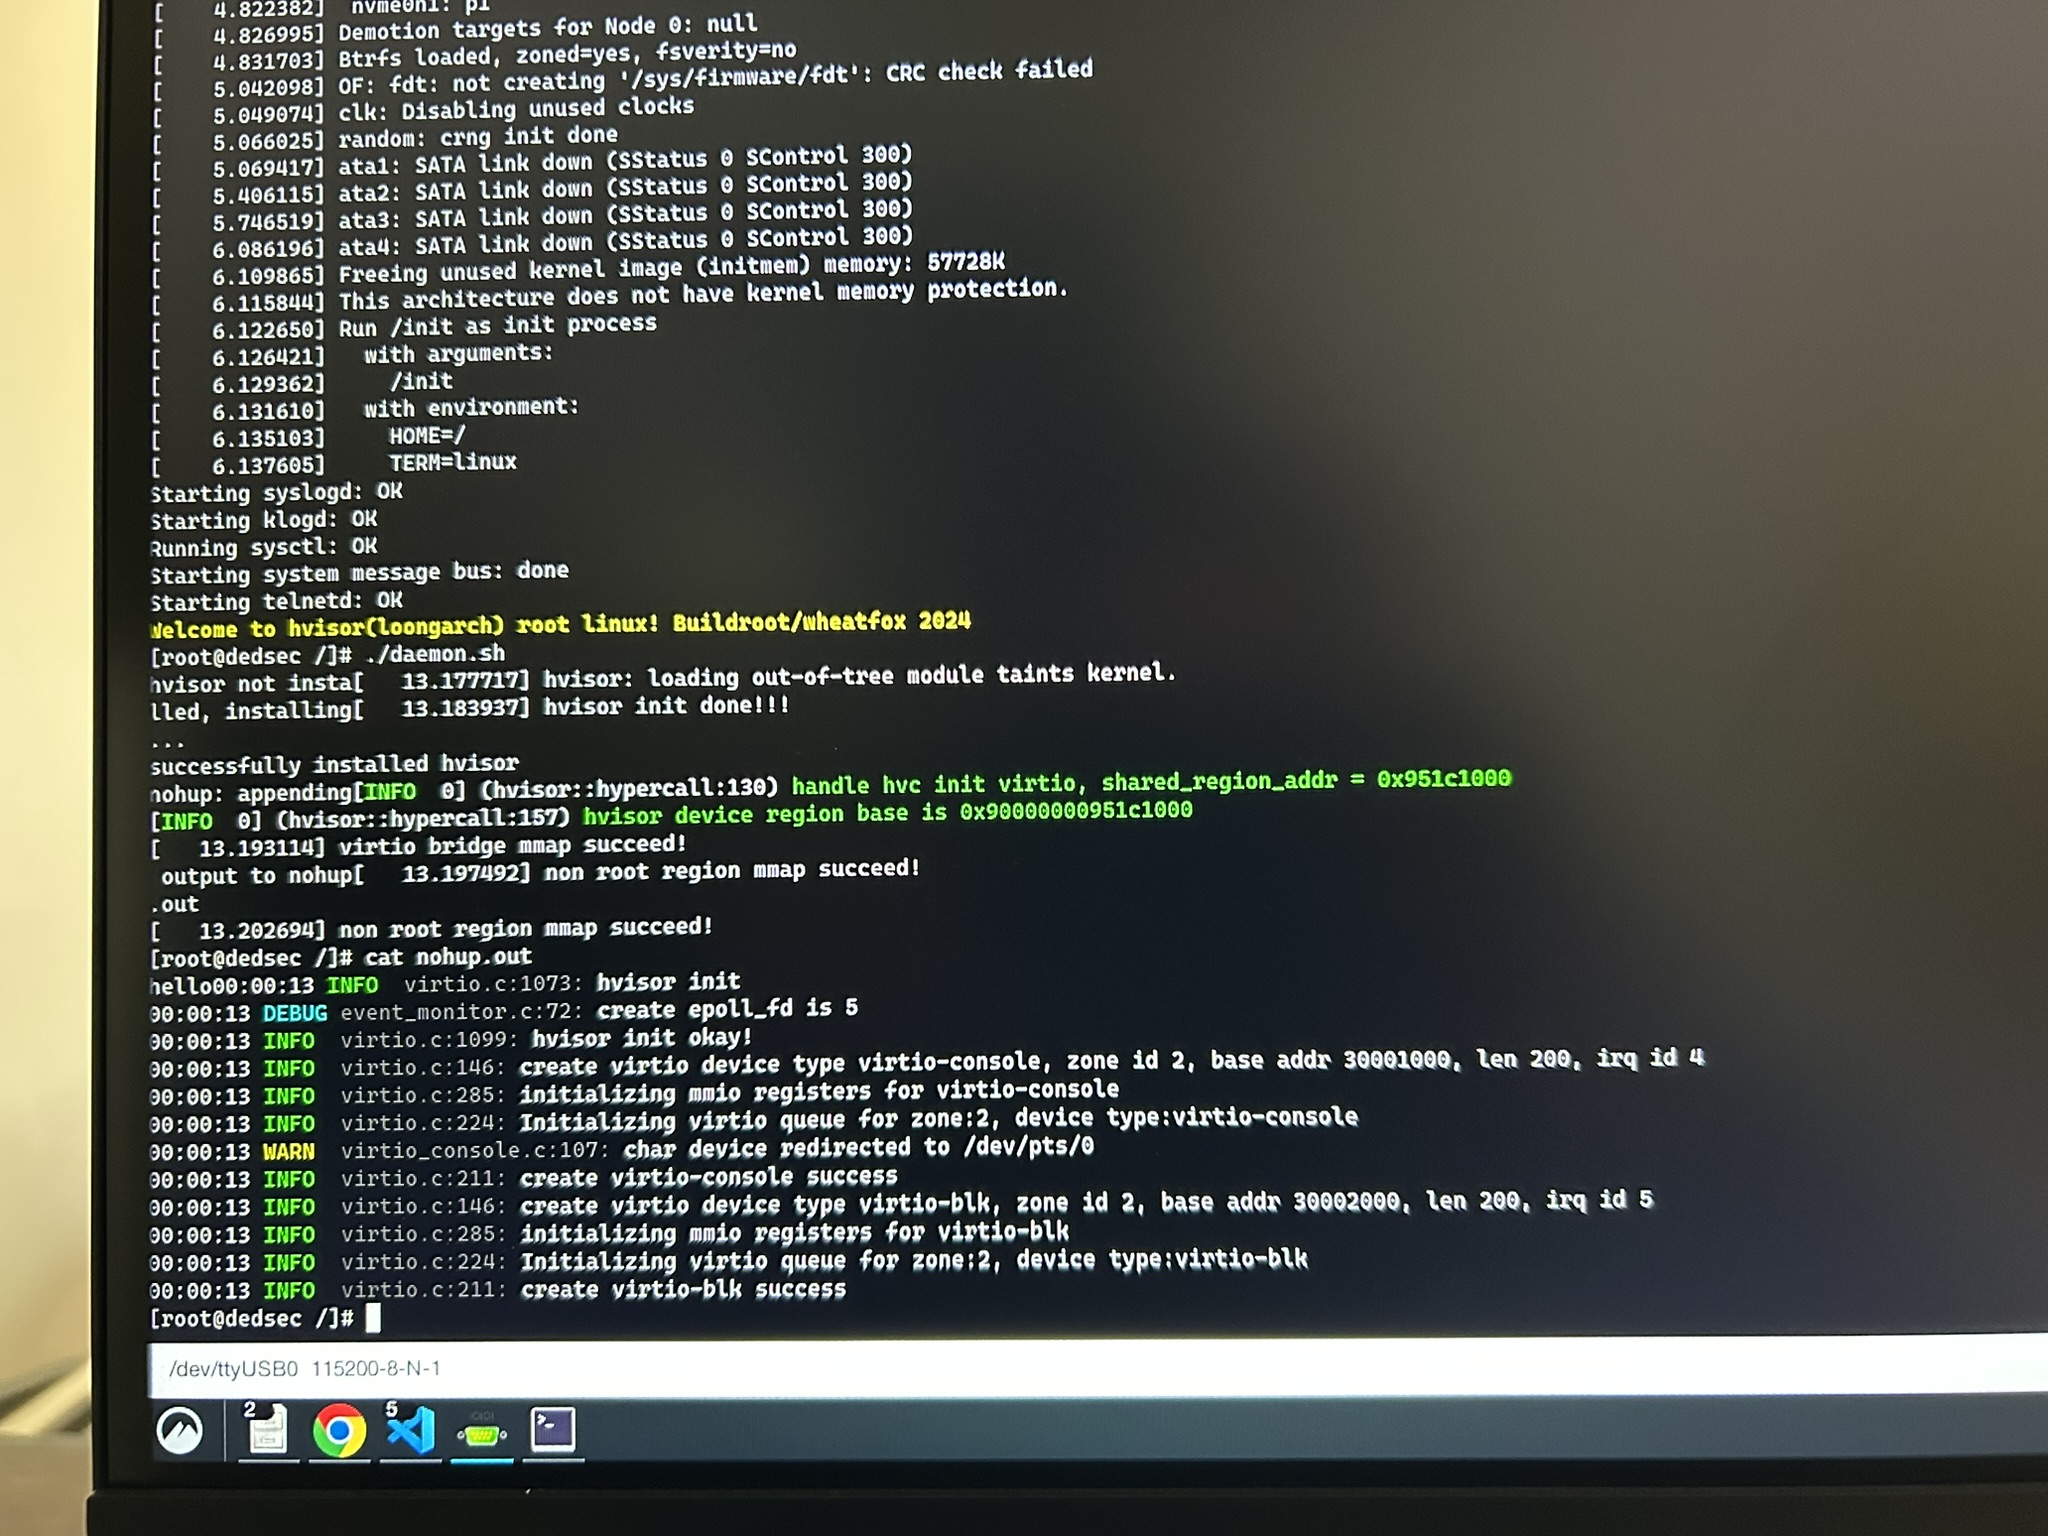 [    4.822382]  nvme0n1: p1
[    4.826995] Demotion targets for Node 0: null
[    4.831703] Btrfs loaded, zoned=yes, fsverity=no
[    5.042098] OF: fdt: not creating '/sys/firmware/fdt': CRC check failed
[    5.049074] clk: Disabling unused clocks
[    5.066025] random: crng init done
[    5.069417] ata1: SATA link down (SStatus 0 SControl 300)
[    5.406115] ata2: SATA link down (SStatus 0 SControl 300)
[    5.746519] ata3: SATA link down (SStatus 0 SControl 300)
[    6.086196] ata4: SATA link down (SStatus 0 SControl 300)
[    6.109865] Freeing unused kernel image (initmem) memory: 57728K
[    6.115844] This architecture does not have kernel memory protection.
[    6.122650] Run /init as init process
[    6.126421]   with arguments:
[    6.129362]     /init
[    6.131610]   with environment:
[    6.135103]     HOME=/
[    6.137605]     TERM=linux
Starting syslogd: OK
Starting klogd: OK
Running sysctl: OK
Starting system message bus: done
Starting telnetd: OK
Welcome to hvisor(loongarch) root linux! Buildroot/wheatfox 2024
[root@dedsec /]# ./daemon.sh
hvisor not insta[   13.177717] hvisor: loading out-of-tree module taints kernel.
lled, installing[   13.183937] hvisor init done!!!
...
successfully installed hvisor
nohup: appending[INFO  0] (hvisor::hypercall:130) handle hvc init virtio, shared_region_addr = 0x951c1000
[INFO  0] (hvisor::hypercall:157) hvisor device region base is 0x90000000951c1000
[   13.193114] virtio bridge mmap succeed!
 output to nohup[   13.197492] non root region mmap succeed!
.out
[   13.202694] non root region mmap succeed!
[root@dedsec /]# cat nohup.out
hello00:00:13 INFO  virtio.c:1073: hvisor init
00:00:13 DEBUG event_monitor.c:72: create epoll_fd is 5
00:00:13 INFO  virtio.c:1099: hvisor init okay!
00:00:13 INFO  virtio.c:146: create virtio device type virtio-console, zone id 2, base addr 30001000, len 200, irq id 4
00:00:13 INFO  virtio.c:285: initializing mmio registers for virtio-console
00:00:13 INFO  virtio.c:224: Initializing virtio queue for zone:2, device type:virtio-console
00:00:13 WARN  virtio_console.c:107: char device redirected to /dev/pts/0
00:00:13 INFO  virtio.c:211: create virtio-console success
00:00:13 INFO  virtio.c:146: create virtio device type virtio-blk, zone id 2, base addr 30002000, len 200, irq id 5
00:00:13 INFO  virtio.c:285: initializing mmio registers for virtio-blk
00:00:13 INFO  virtio.c:224: Initializing virtio queue for zone:2, device type:virtio-blk
00:00:13 INFO  virtio.c:211: create virtio-blk success
[root@dedsec /]#
/dev/ttyUSB0  115200-8-N-1
2 5